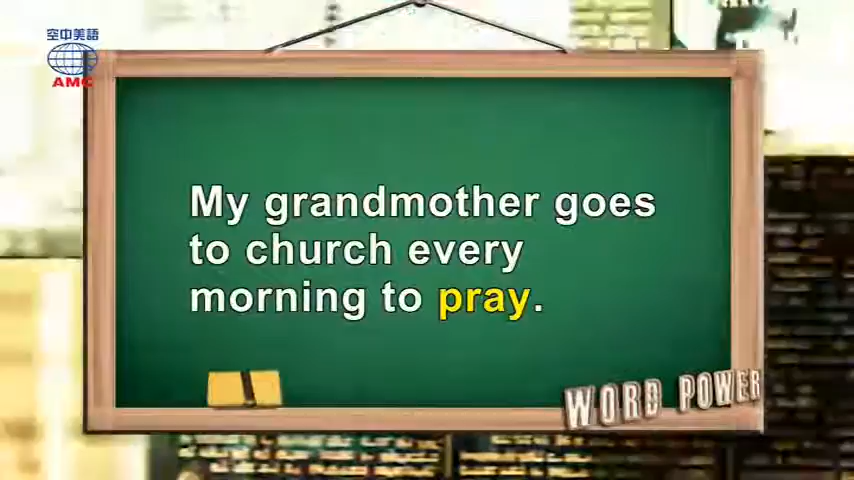 空中美語
AMC
My grandmother goes
to church every
morning to pray.
WORD POWER